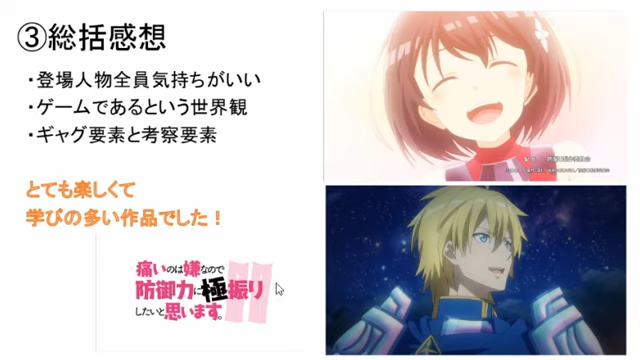 ③総括感想
・登場人物全員気持ちがいい
・ゲームであるという世界観
・ギャグ要素と考察要素
とても楽しくて
学びの多い作品でした！
痛いのは嫌なので
防御力に極振り
したいと思います。